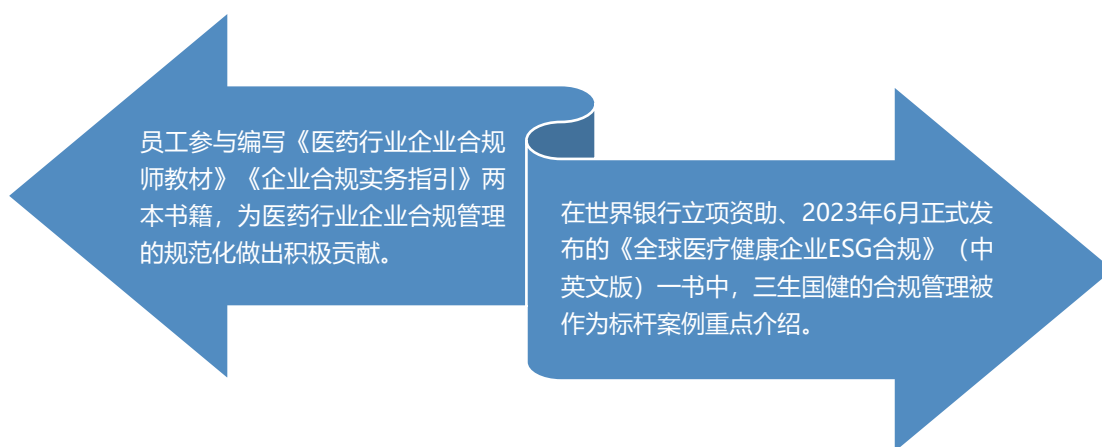 员工参与编写《医药行业企业合规
师教材》《企业合规实务指引》两
本书籍，为医药行业企业合规管理
的规范化做出积极贡献。
在世界银行立项资助、2023年6月正式发
布的《全球医疗健康企业ESG合规》（中
英文版）一书中，三生国健的合规管理被
作为标杆案例重点介绍。